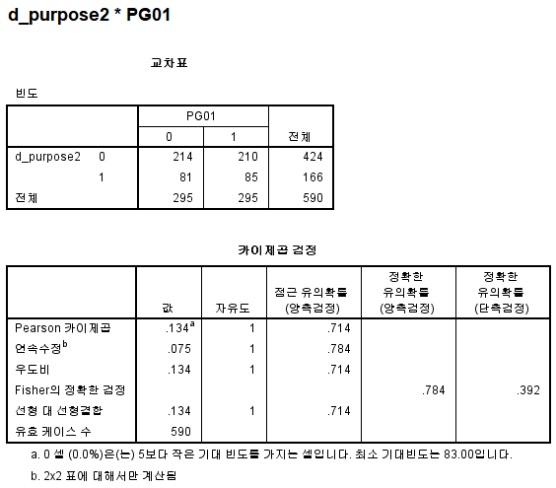 d_purpose2 * PG01
교차표
빈도
PG01
0 1 전체
d_purpose2 0 214 210 424
1 81 85 166
전체 295 295 590
카이제곱 검정
값 자유도 점근 유의확률 (양측검정) 정확한 유의확률 (양측검정) 정확한 유의확률 (단측검정)
Pearson 카이제곱 .134a 1 .714
연속수정b .075 1 .784
우도비 .134 1 .714
Fisher의 정확한 검정 .784 .392
선형 대 선형결합 .134 1 .714
유효 케이스 수 590
a. 0 셀 (0.0%)은(는) 5보다 작은 기대 빈도를 가지는 셀입니다. 최소 기대빈도는 83.00입니다.
b. 2x2 표에 대해서만 계산됨